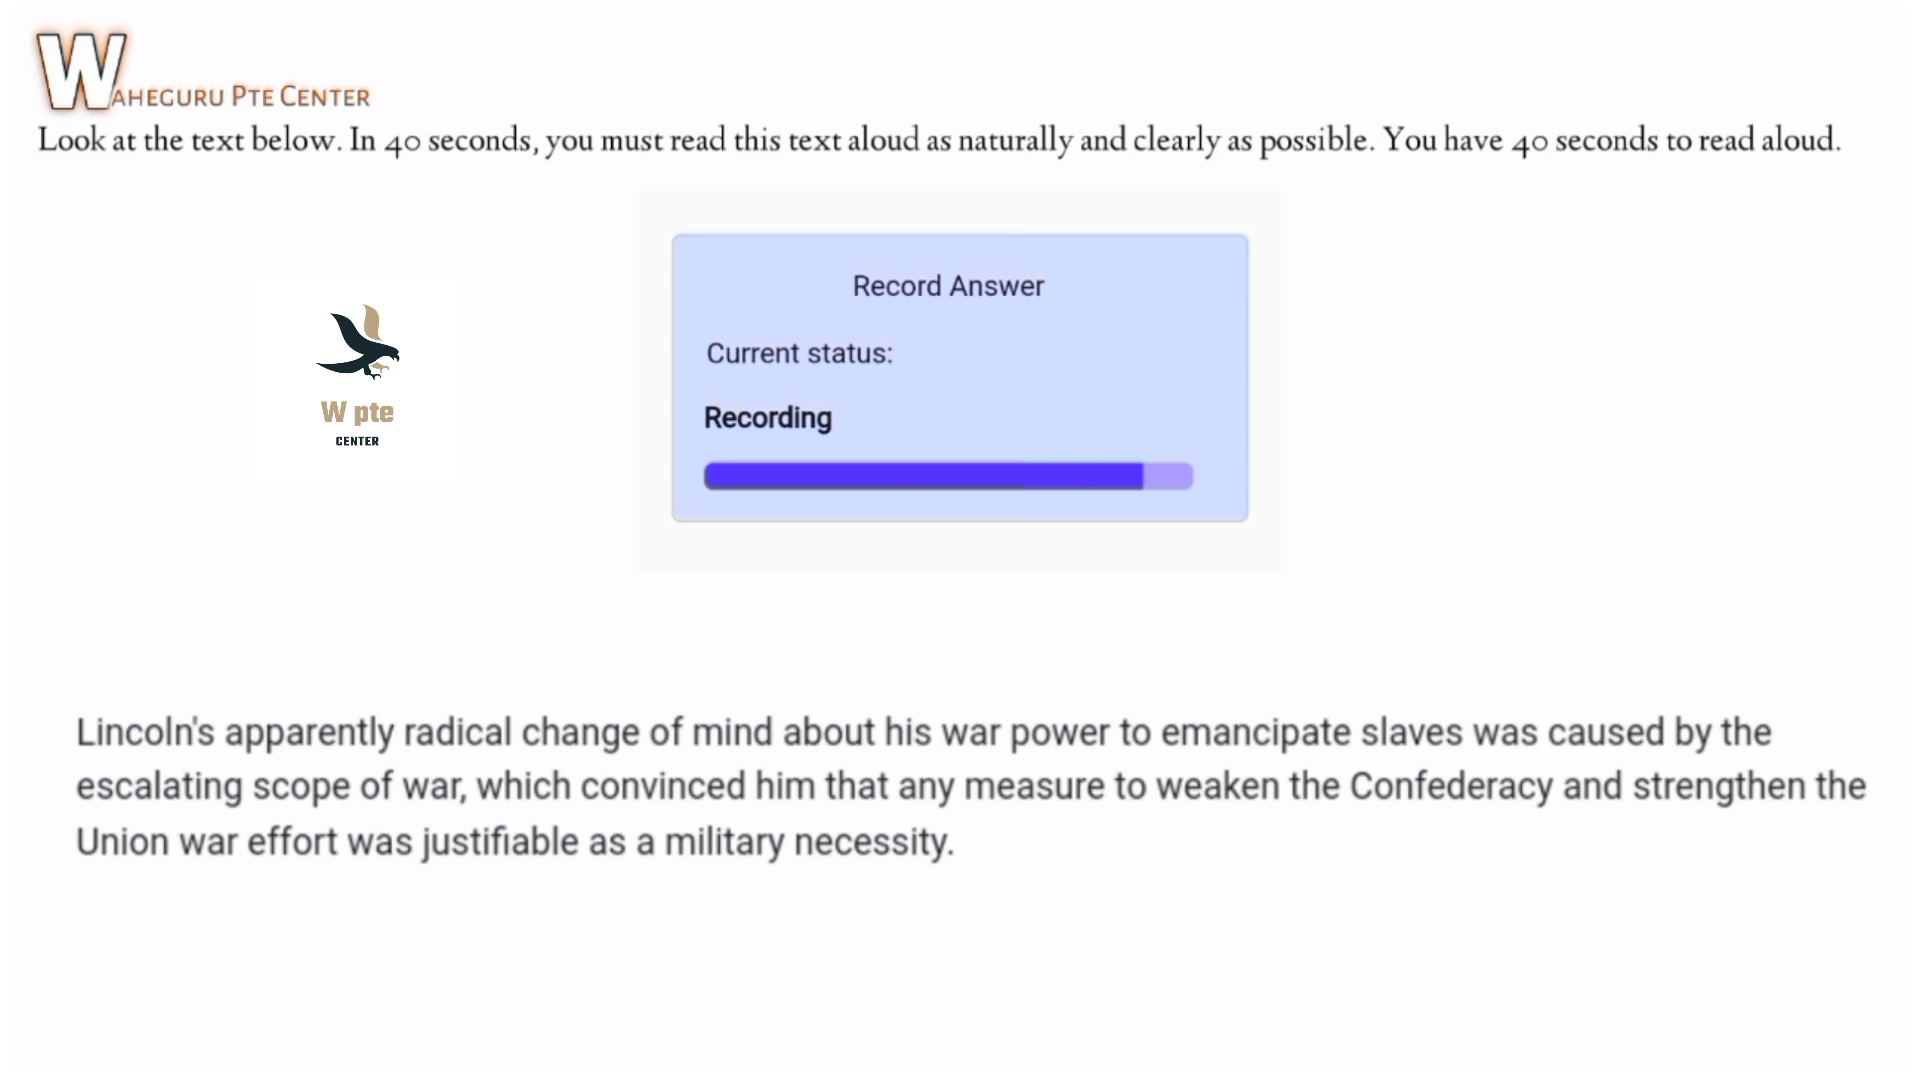 WAHEGURU PTE CENTER
Look at the text below. In 40 seconds, you must read this text aloud as naturally and clearly as possible. You have 40 seconds to read aloud.
Record Answer
Current status:
Recording
W pte
CENTER
Lincoln's apparently radical change of mind about his war power to emancipate slaves was caused by the
escalating scope of war, which convinced him that any measure to weaken the Confederacy and strengthen the
Union war effort was justifiable as a military necessity.